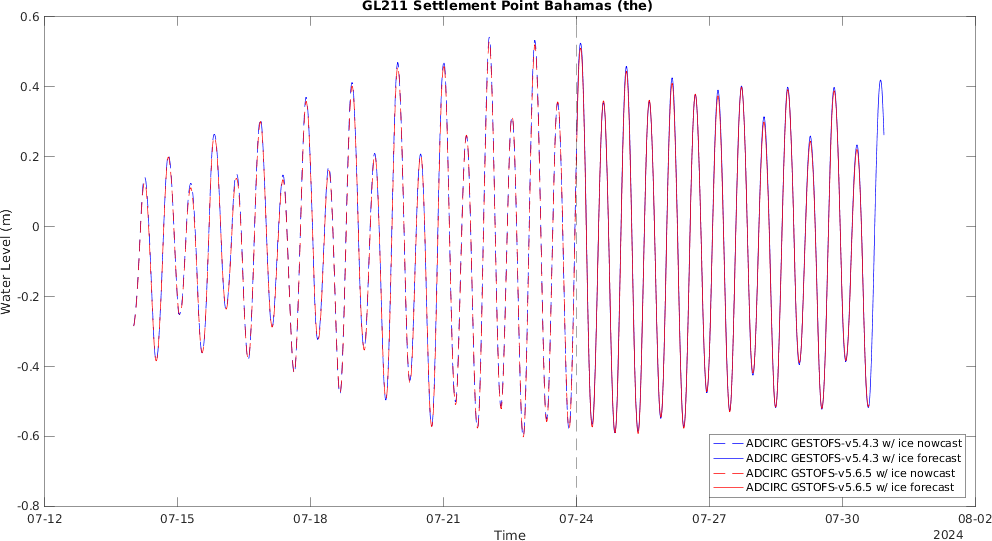 GL211 Settlement Point Bahamas (the)
0.6
0.4
0.2
0
-0.2
-0.4
-0.6
-0.8
Water Level (m)
07-12
07-15
07-18
07-21
07-24
07-27
07-30
08-02
Time
2024
ADCIRC GESTOFS-v5.4.3 w/ ice nowcast
ADCIRC GESTOFS-v5.4.3 w/ ice forecast
ADCIRC GSTOFS-v5.6.5 w/ ice nowcast
ADCIRC GSTOFS-v5.6.5 w/ ice forecast